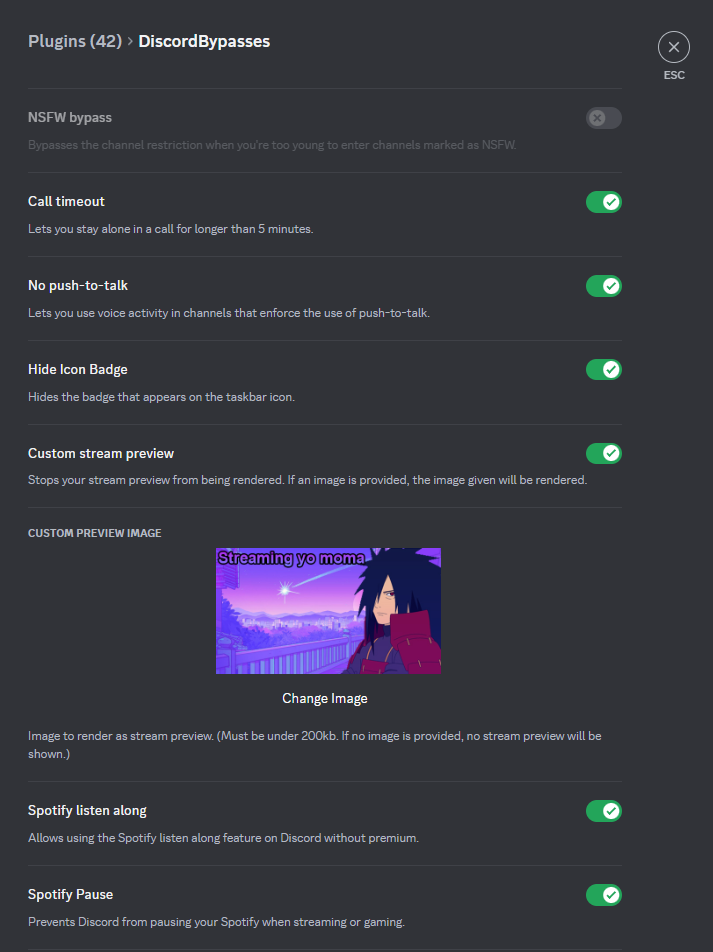 Plugins (42) > DiscordBypasses
ESC
NSFW bypass
Bypasses the channel restriction when you're too young to enter channels marked as NSFW.
Call timeout
Lets you stay alone in a call for longer than 5 minutes.
No push-to-talk
Lets you use voice activity in channels that enforce the use of push-to-talk.
Hide Icon Badge
Hides the badge that appears on the taskbar icon.
Custom stream preview
Stops your stream preview from being rendered. If an image is provided, the image given will be rendered.
CUSTOM PREVIEW IMAGE
Streaming yo moma
Change Image
Image to render as stream preview. (Must be under 200kb. If no image is provided, no stream preview will be
shown.)
Spotify listen along
Allows using the Spotify listen along feature on Discord without premium.
Spotify Pause
Prevents Discord from pausing your Spotify when streaming or gaming.